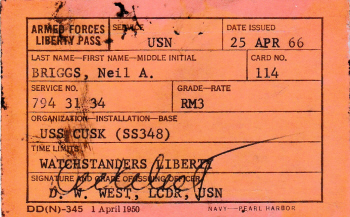 ARMED FORCES LIBERTY PASS
SERVICE
USN
DATE ISSUED
25 APR 66
LAST NAME—FIRST NAME—MIDDLE INITIAL
BRIGGS, Neil A.
CARD NO.
114
SERVICE NO.
794 31 34
GRADE—RATE
RM3
ORGANIZATION—INSTALLATION—BASE
USS CUSK (SS348)
TIME LIMITS
WATCHSTANDERS LIBERTY
SIGNATURE AND GRADE OF ISSUING OFFICER
D. W. WEST, LCDR, USN
DD(N)-345 1 April 1950
NAVY—PEARL HARBOR